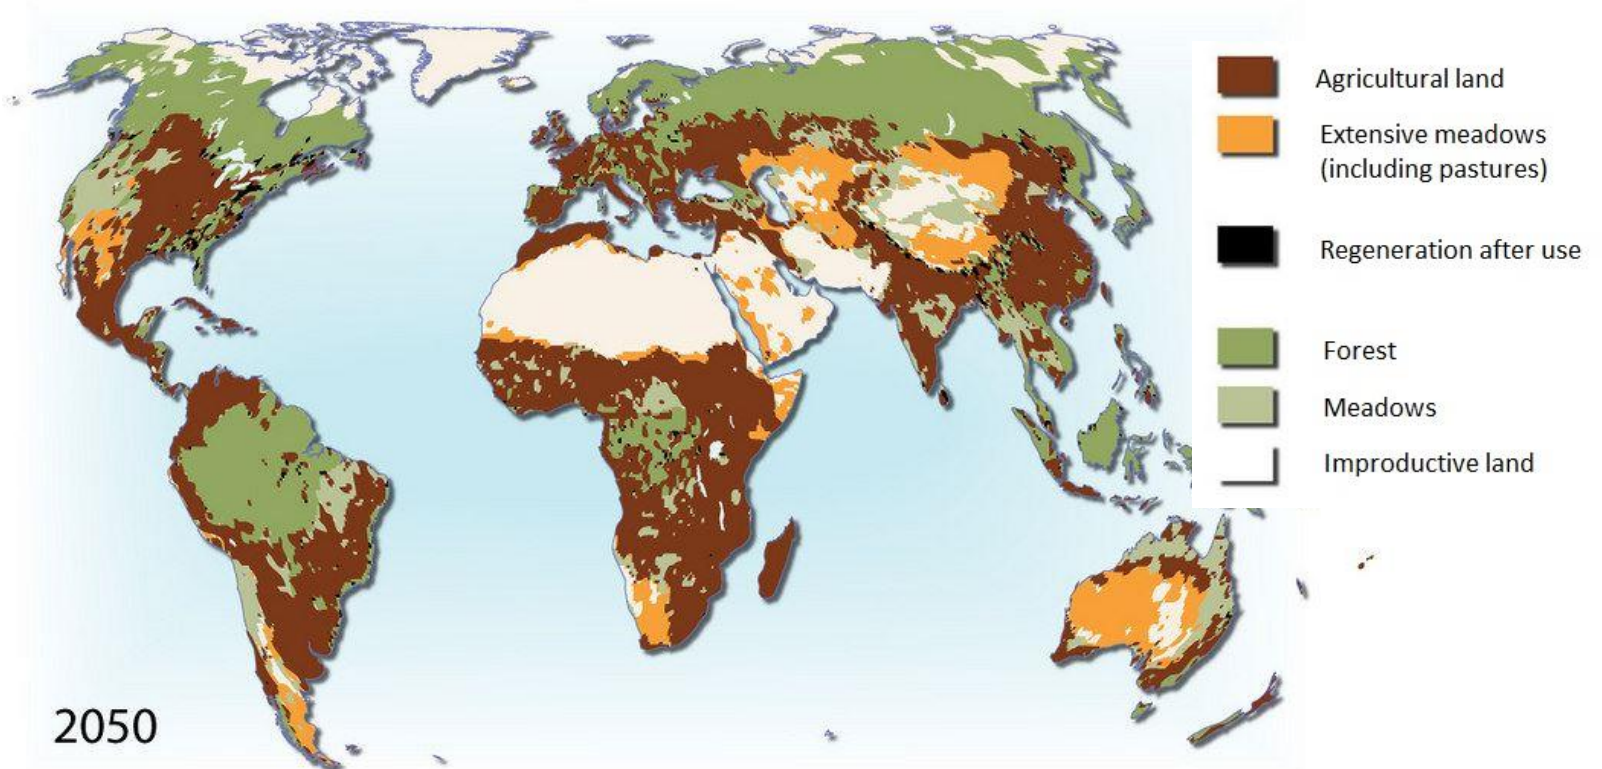 Agricultural land
Extensive meadows
(including pastures)
Regeneration after use
Forest
Meadows
Improductive land
2050